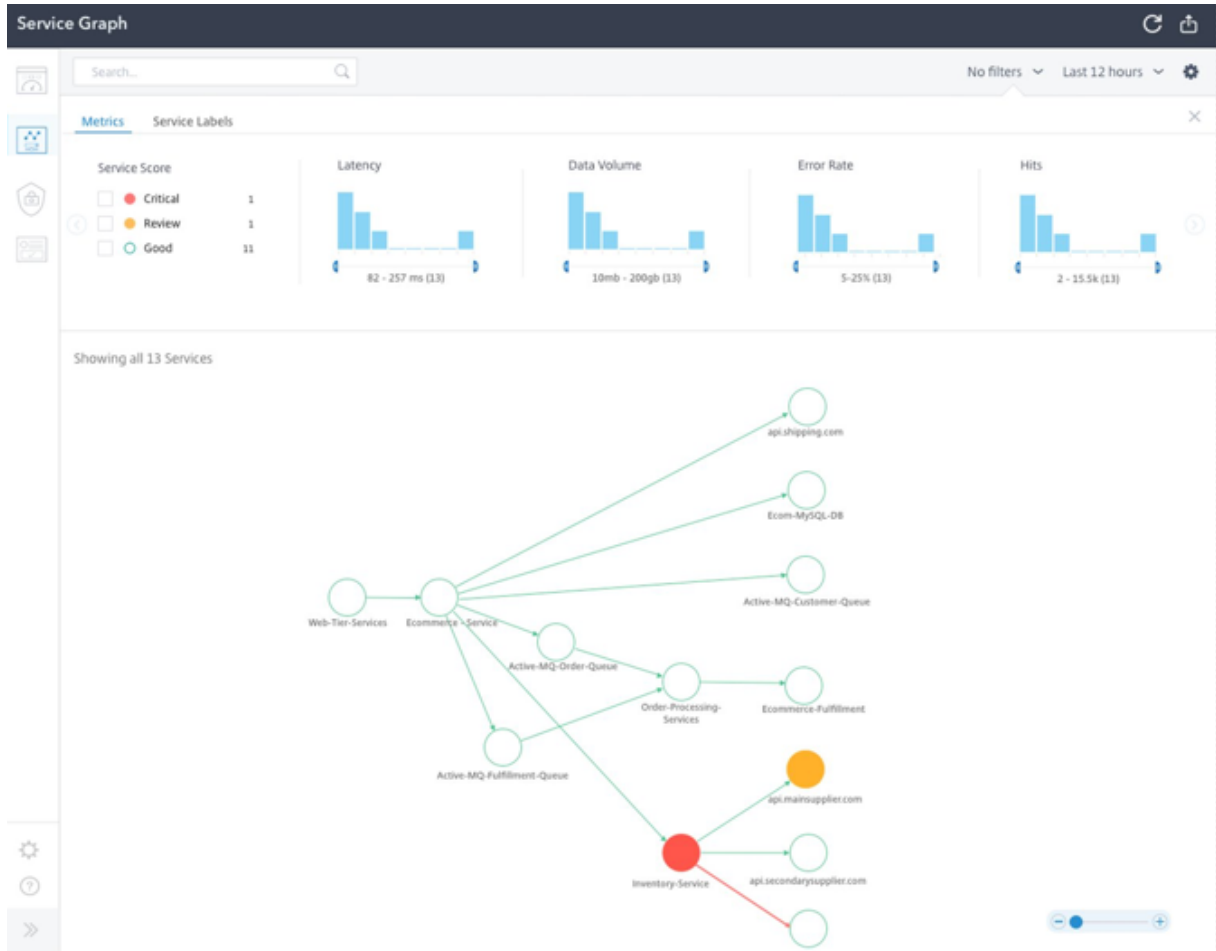 Service Graph
Search...
No filters
Last 12 hours
Metrics
Service Labels
Service Score
Critical 1
Review 1
Good 11
Latency
82 - 257 ms (13)
Data Volume
10mb - 200gb (13)
Error Rate
5-25% (13)
Hits
2 - 15.5k (13)
Showing all 13 Services
api.shipping.com
Ecom-MySQL-DB
Active-MQ-Customer-Queue
Web-Tier-Services
Ecommerce - Service
Active-MQ-Order-Queue
Order-Processing-
Services
Ecommerce-Fulfillment
Active-MQ-Fulfillment-Queue
api.mainsupplier.com
Inventory-Service
api.secondarysupplier.com